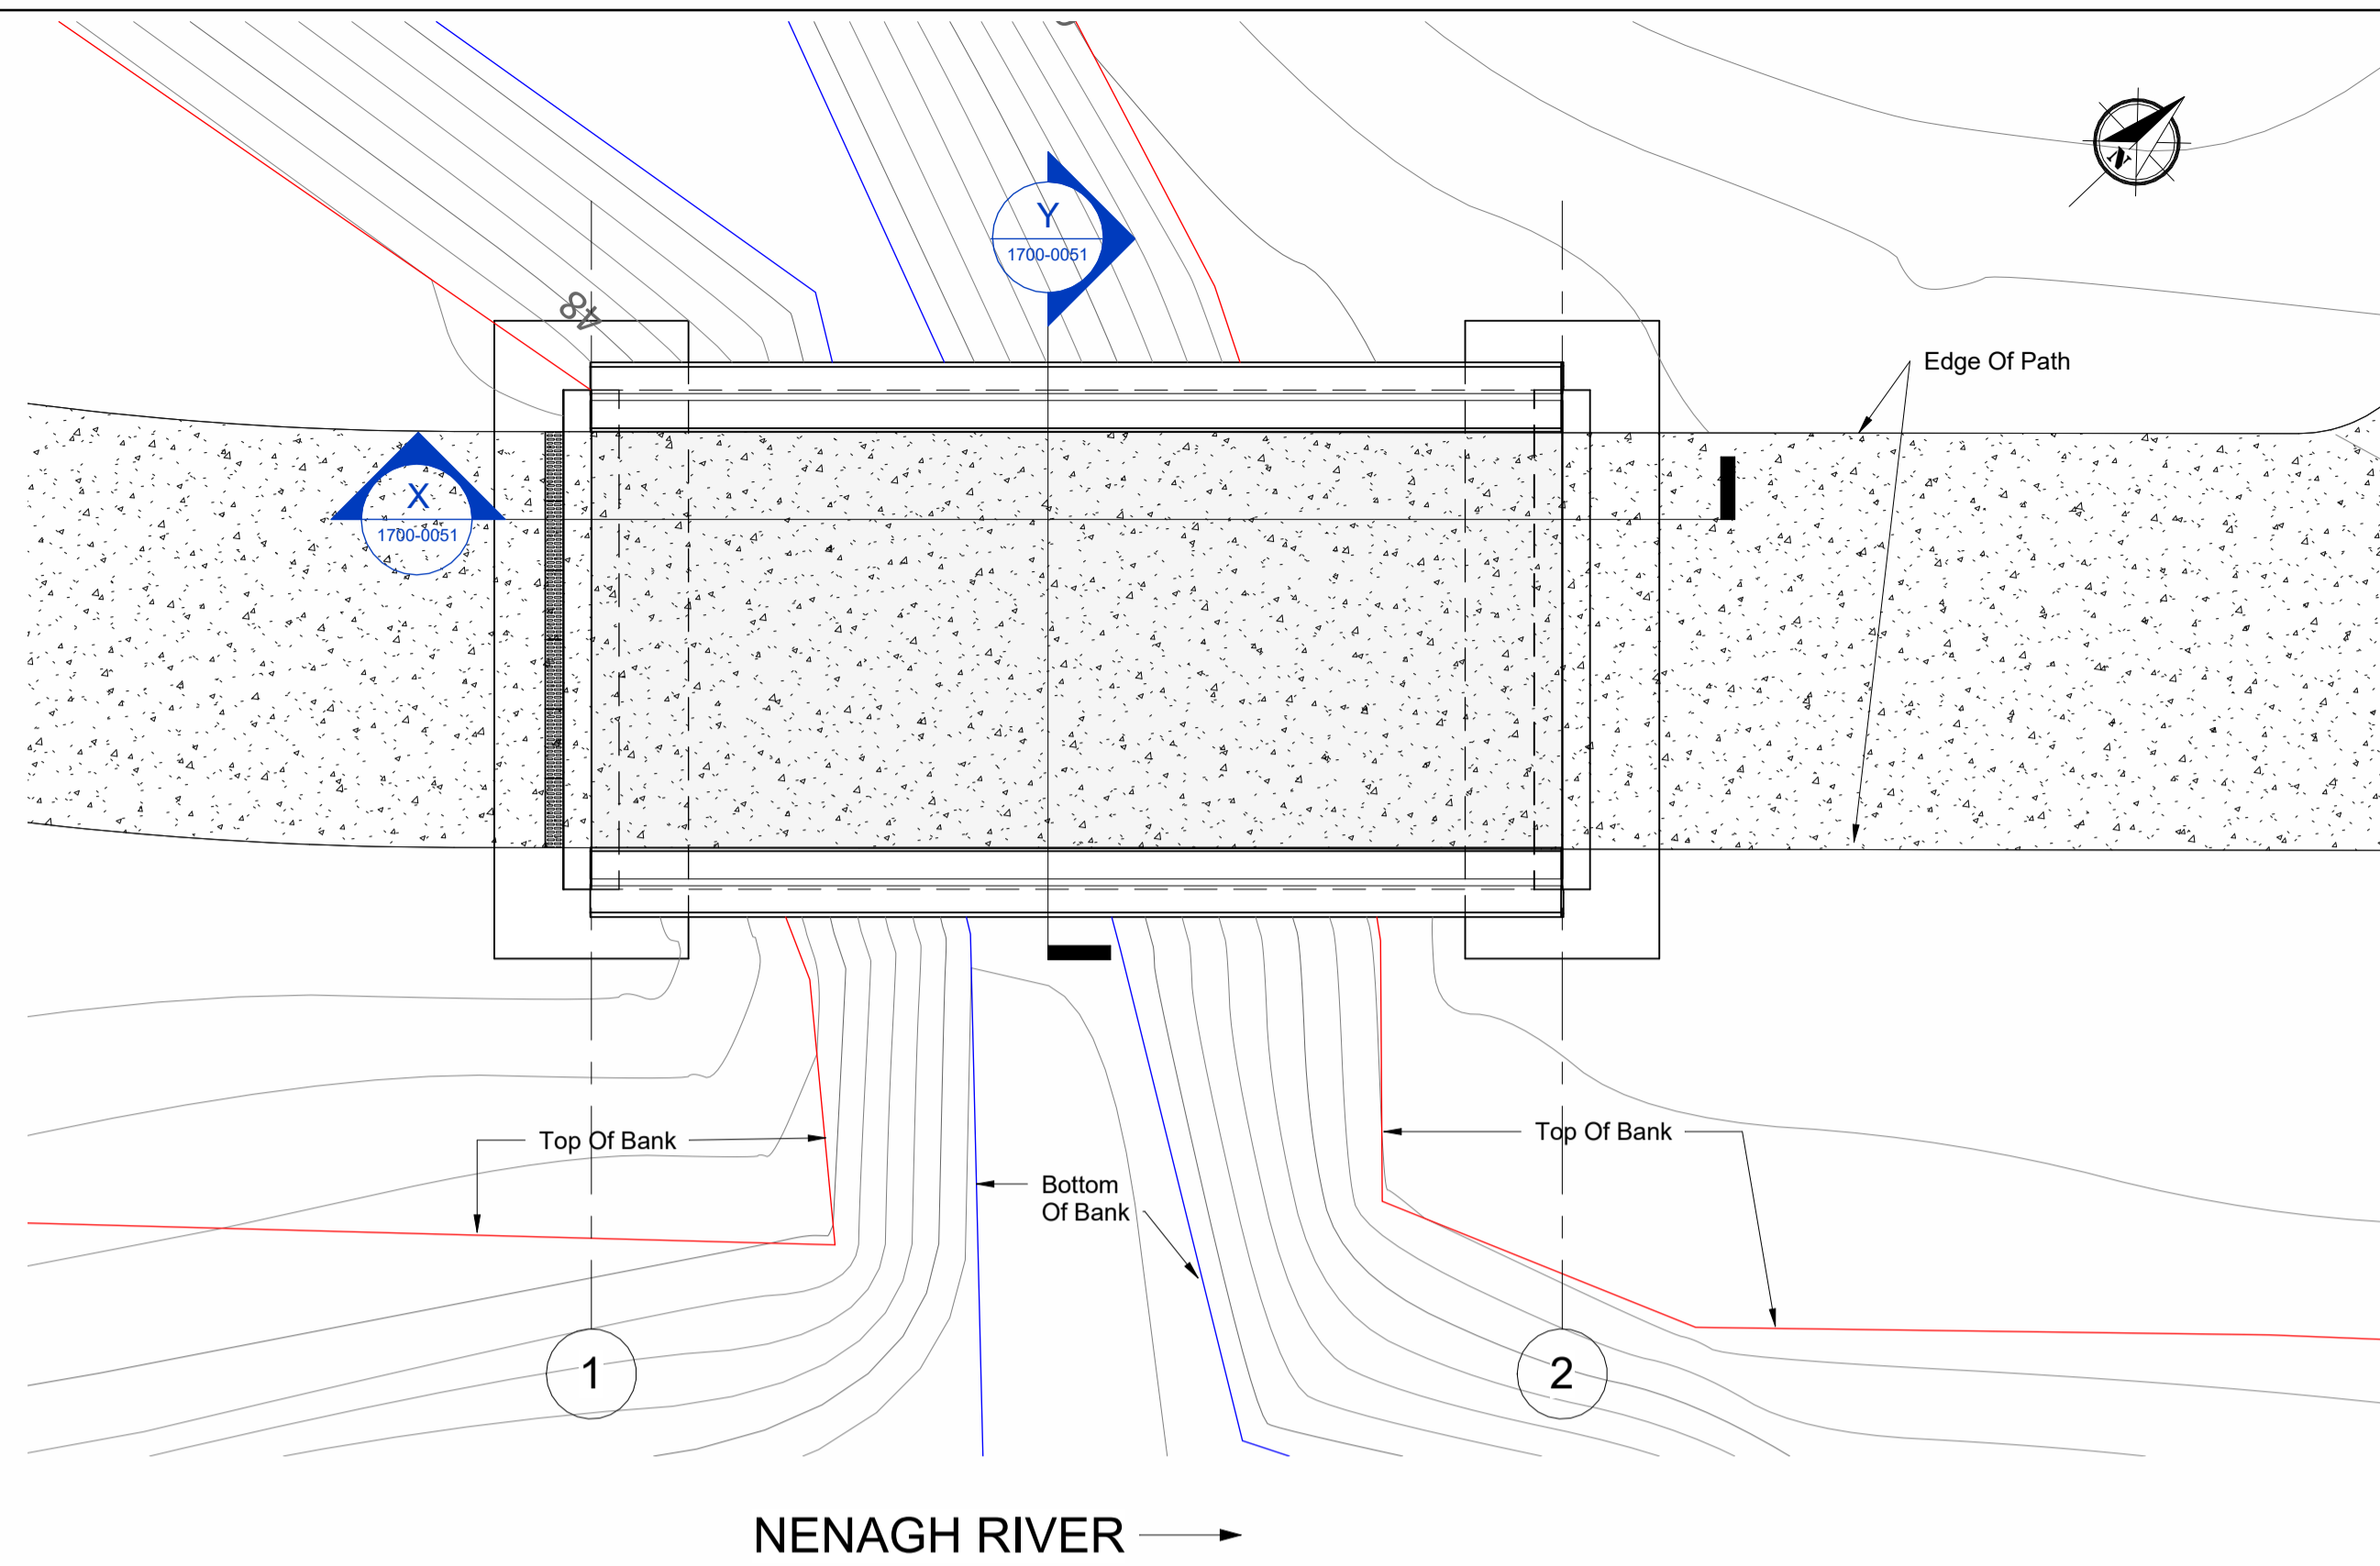 N
Y
1700-0051
48
Edge Of Path
X
1700-0051
Top Of Bank
Top Of Bank
Bottom
Of Bank
1
2
NENAGH RIVER